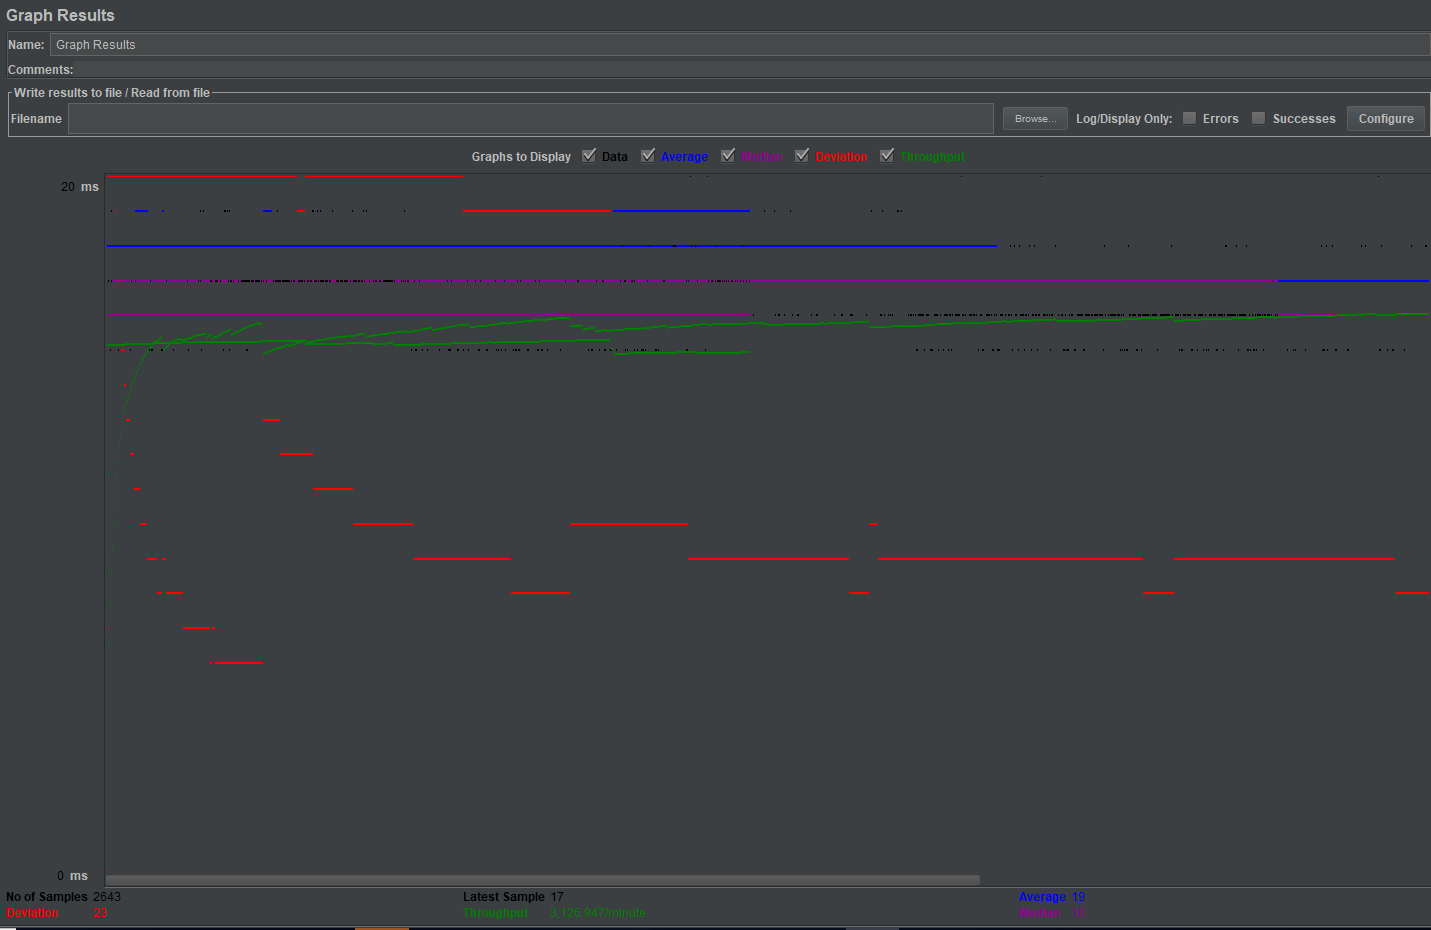 Graph Results
Name: Graph Results
Comments:
Write results to file / Read from file
Filename Browse... Log/Display Only: Errors Successes Configure
Graphs to Display Data Average Median Deviation Throughput
20 ms
0 ms
No of Samples 2643 Latest Sample 17 Average 19
Deviation 23 Throughput 3,126.947/minute Median